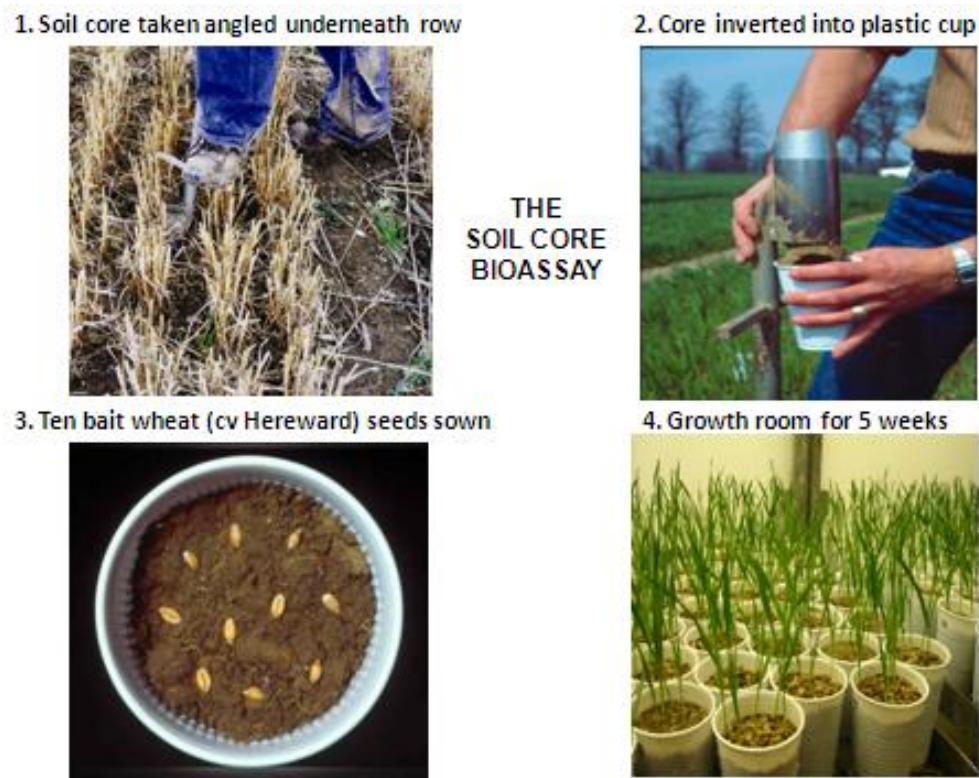 1. Soil core taken angled underneath row
2. Core inverted into plastic cup
THE
SOIL CORE
BIOASSAY
3. Ten bait wheat (cv Hereward) seeds sown
4. Growth room for 5 weeks